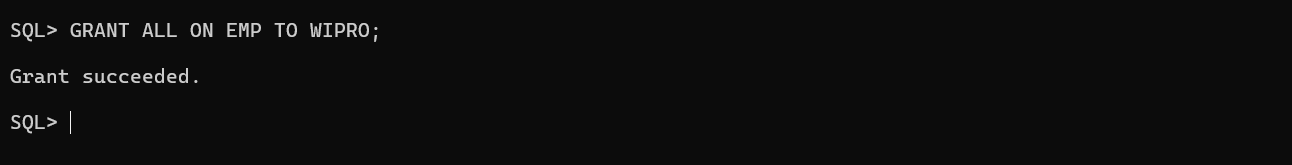 SQL> GRANT ALL ON EMP TO WIPRO;
Grant succeeded.
SQL>